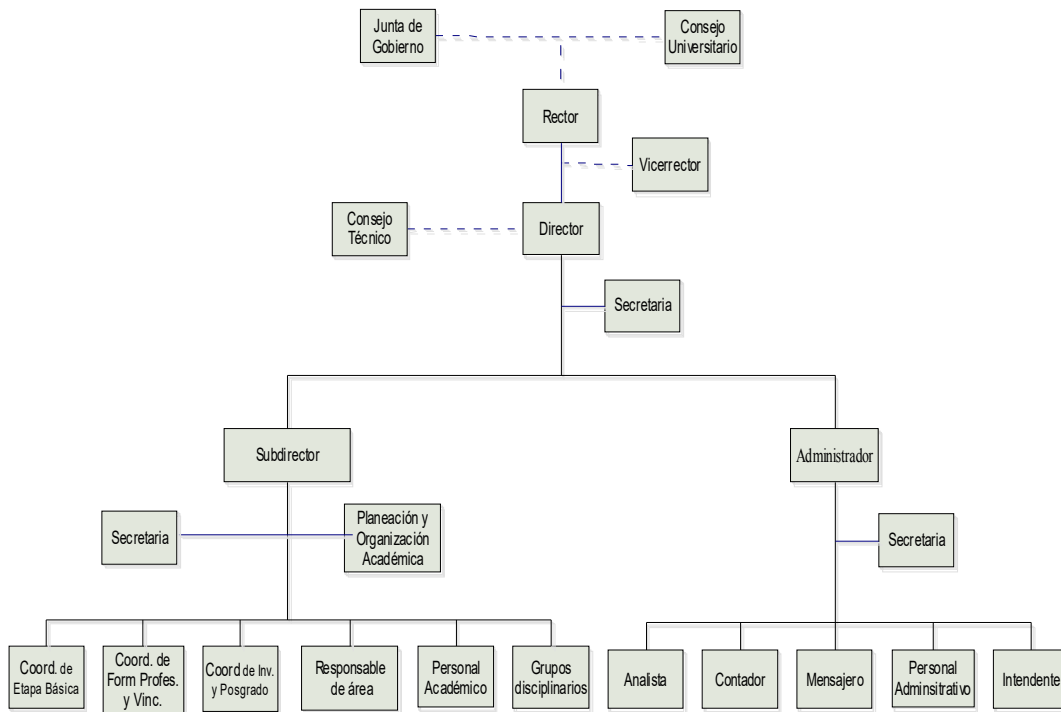 Junta de
Gobierno
Consejo
Universitario
Rector
Vicerrector
Consejo
Técnico
Director
Secretaria
Subdirector
Administrador
Secretaria
Planeación y
Organización
Académica
Secretaria
Coord. de
Etapa Básica
Coord. de
Form Profes.
y Vinc.
Coord de Inv.
y Posgrado
Responsable
de área
Personal
Académico
Grupos
disciplinarios
Analista
Contador
Mensajero
Personal
Adminsitrativo
Intendente